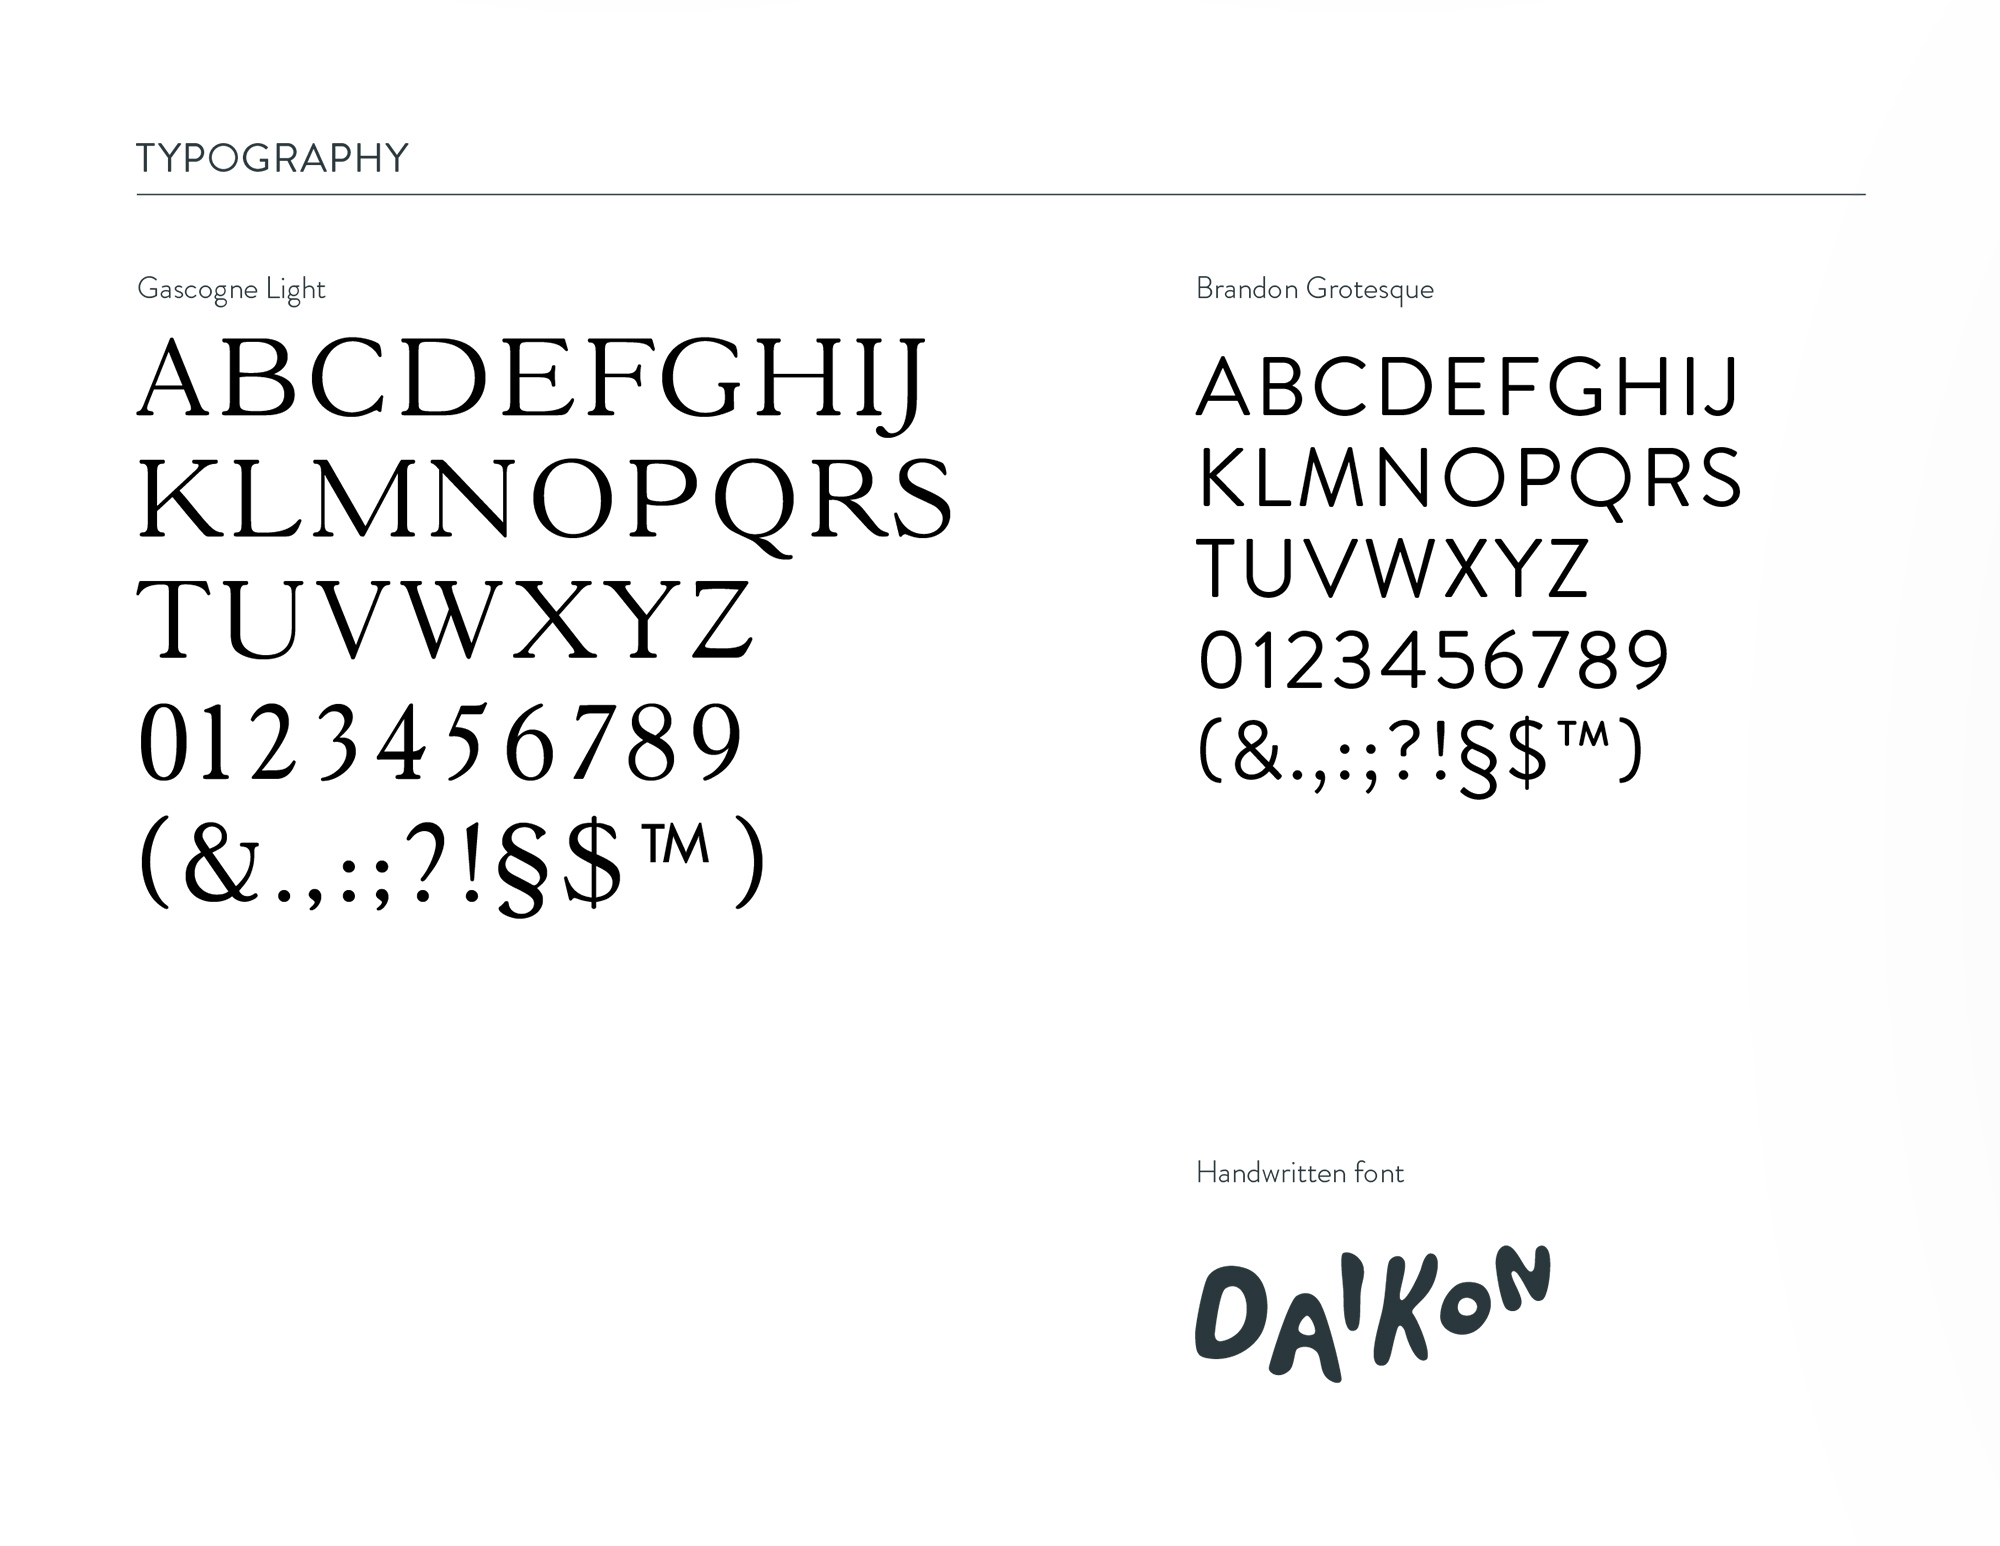 TYPOGRAPHY
Gascogne Light
ABCDEFGHIJ
KLMNOPQRS
TUVWXYZ
0123456789
(&.,:;?!§$™)
Brandon Grotesque
ABCDEFGHIJ
KLMNOPQRS
TUVWXYZ
0123456789
(&.,:;?!§$™)
Handwritten font
DAIKON